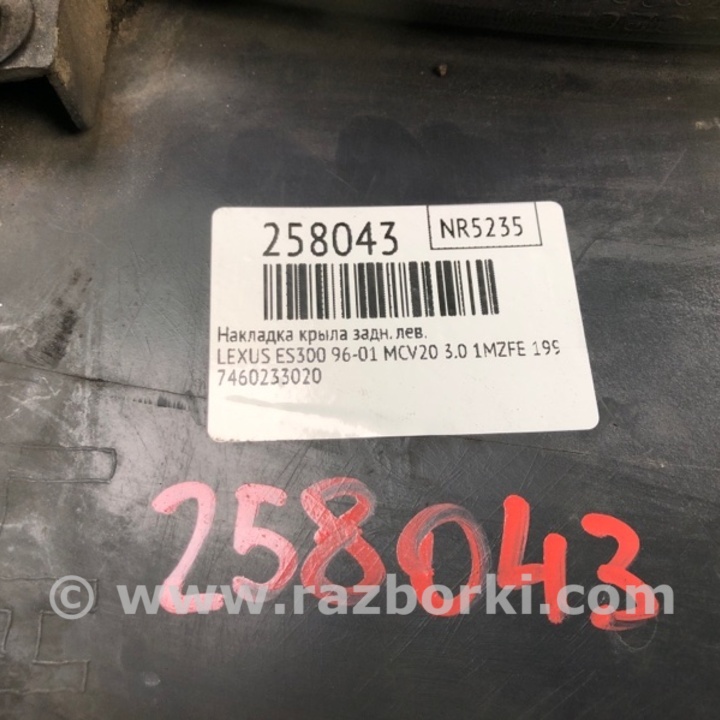 258043
NR5235
Накладка крыла задн. лев.
LEXUS ES300 96-01 MCV20 3.0 1MZFE 199
7460233020
258043
© www.razborki.com